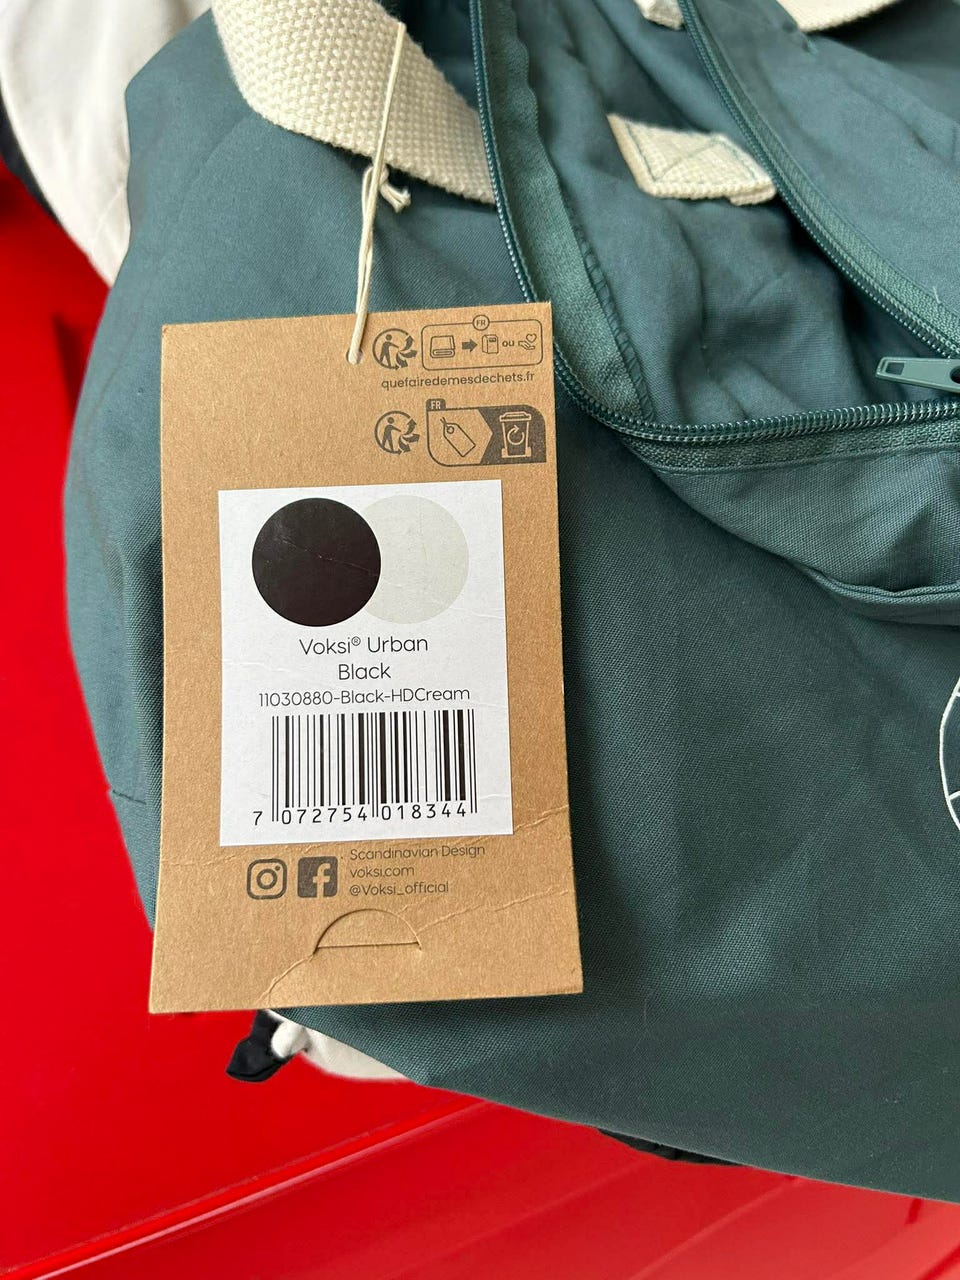 FR
ou
quefairedemesdechets.fr
FR
Voksi® Urban
Black
11030880-Black-HDCream
7 072754 018344
Scandinavian Design
voksi.com
@Voksi_official